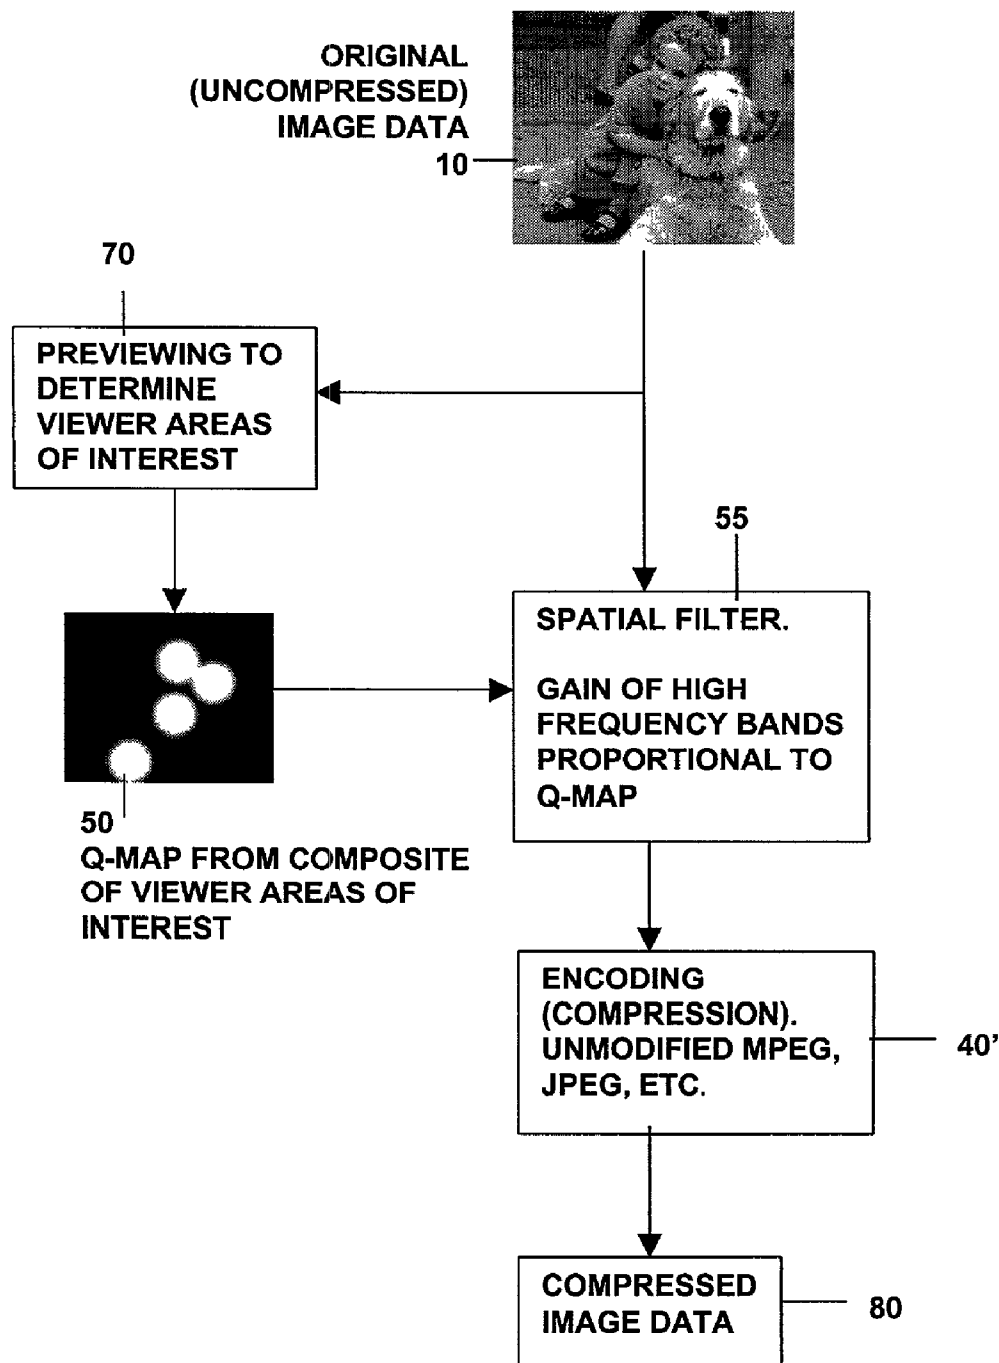 ORIGINAL
(UNCOMPRESSED)
IMAGE DATA
10
70
PREVIEWING TO
DETERMINE
VIEWER AREAS
OF INTEREST
55
SPATIAL FILTER.
GAIN OF HIGH
FREQUENCY BANDS
PROPORTIONAL TO
Q-MAP
50
Q-MAP FROM COMPOSITE
OF VIEWER AREAS OF
INTEREST
ENCODING
(COMPRESSION).
UNMODIFIED MPEG,
JPEG, ETC.
40’
COMPRESSED
IMAGE DATA
80